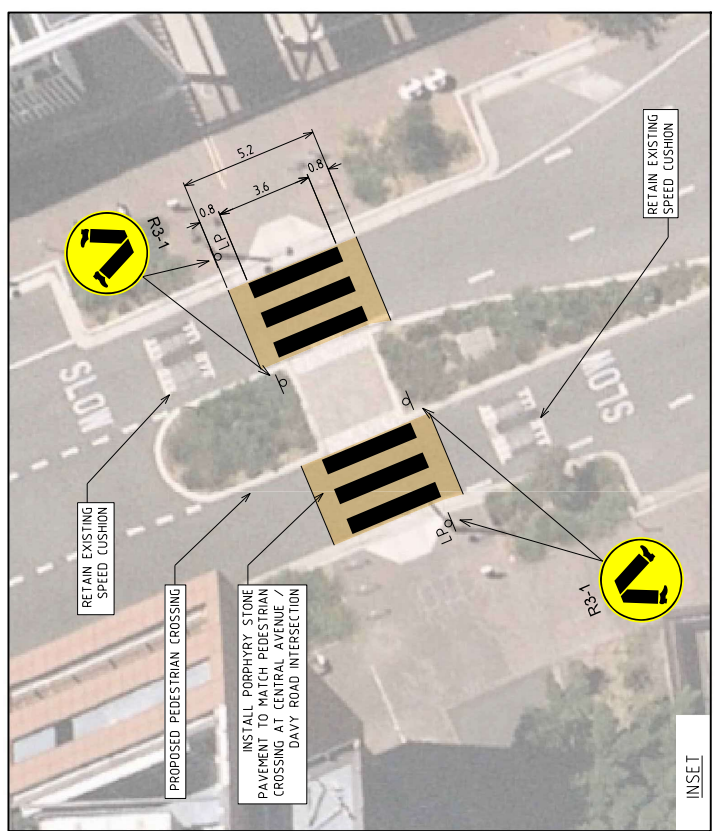 5.2
3.6
0.8
0.8
R3-1
LP
RETAIN EXISTING
SPEED CUSHION
SLOW
SLOW
RETAIN EXISTING
SPEED CUSHION
PROPOSED PEDESTRIAN CROSSING
INSTALL PORPHYRY STONE
PAVEMENT TO MATCH PEDESTRIAN
CROSSING AT CENTRAL AVENUE /
DAVY ROAD INTERSECTION
LP
R3-1
INSET